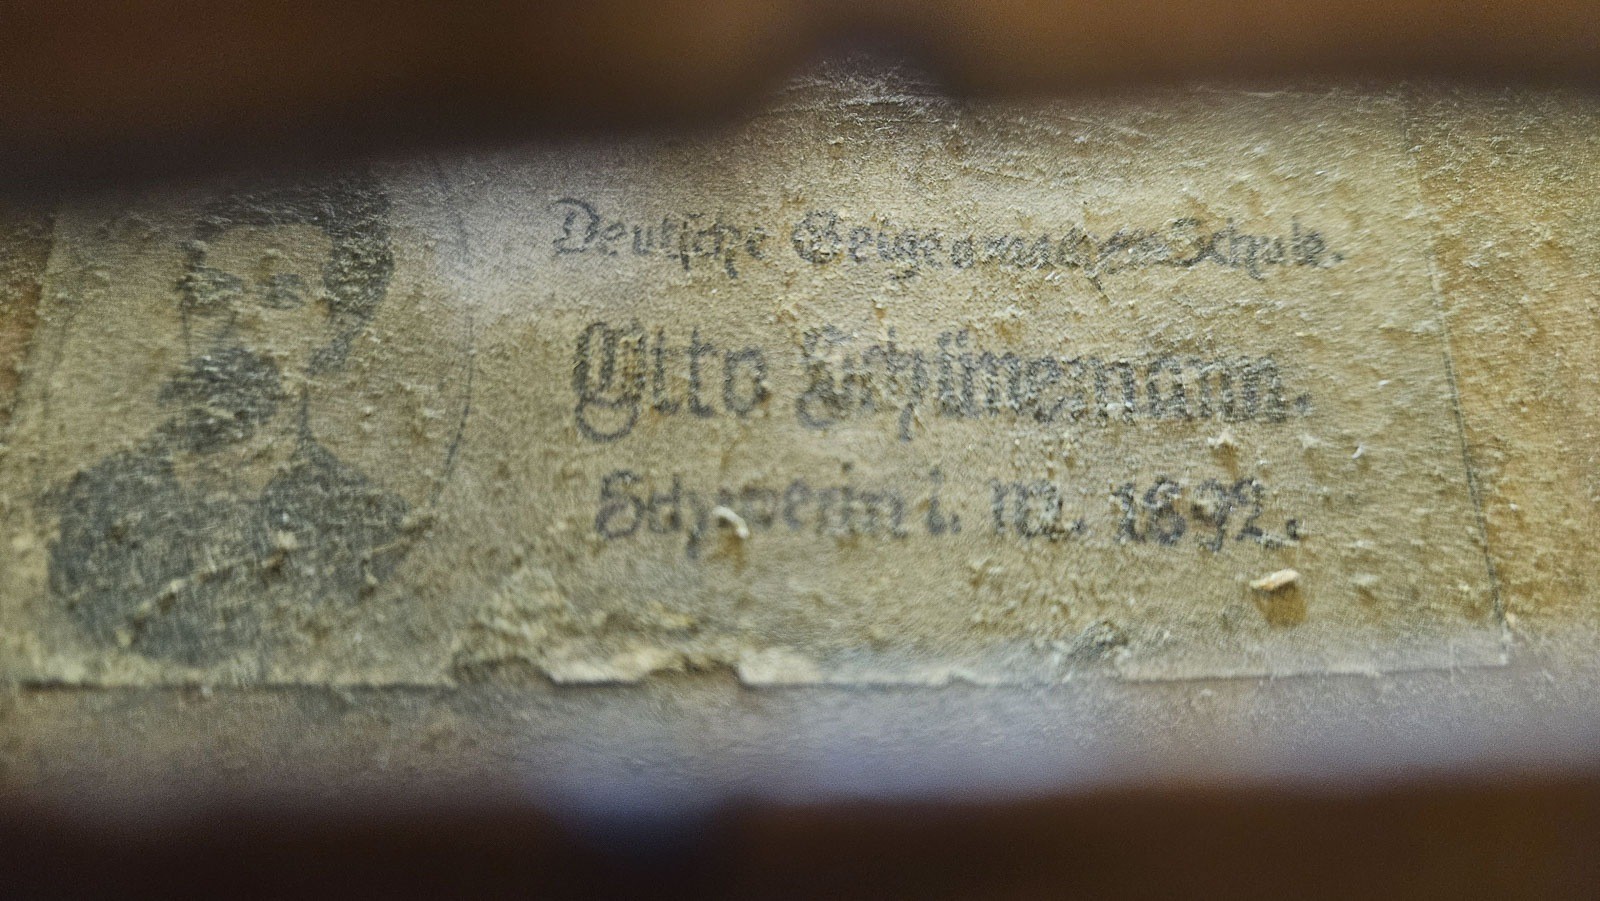 Deutsche Geigenmacher Schule.
Otto Schünemann.
Schwerin i. M. 1892.